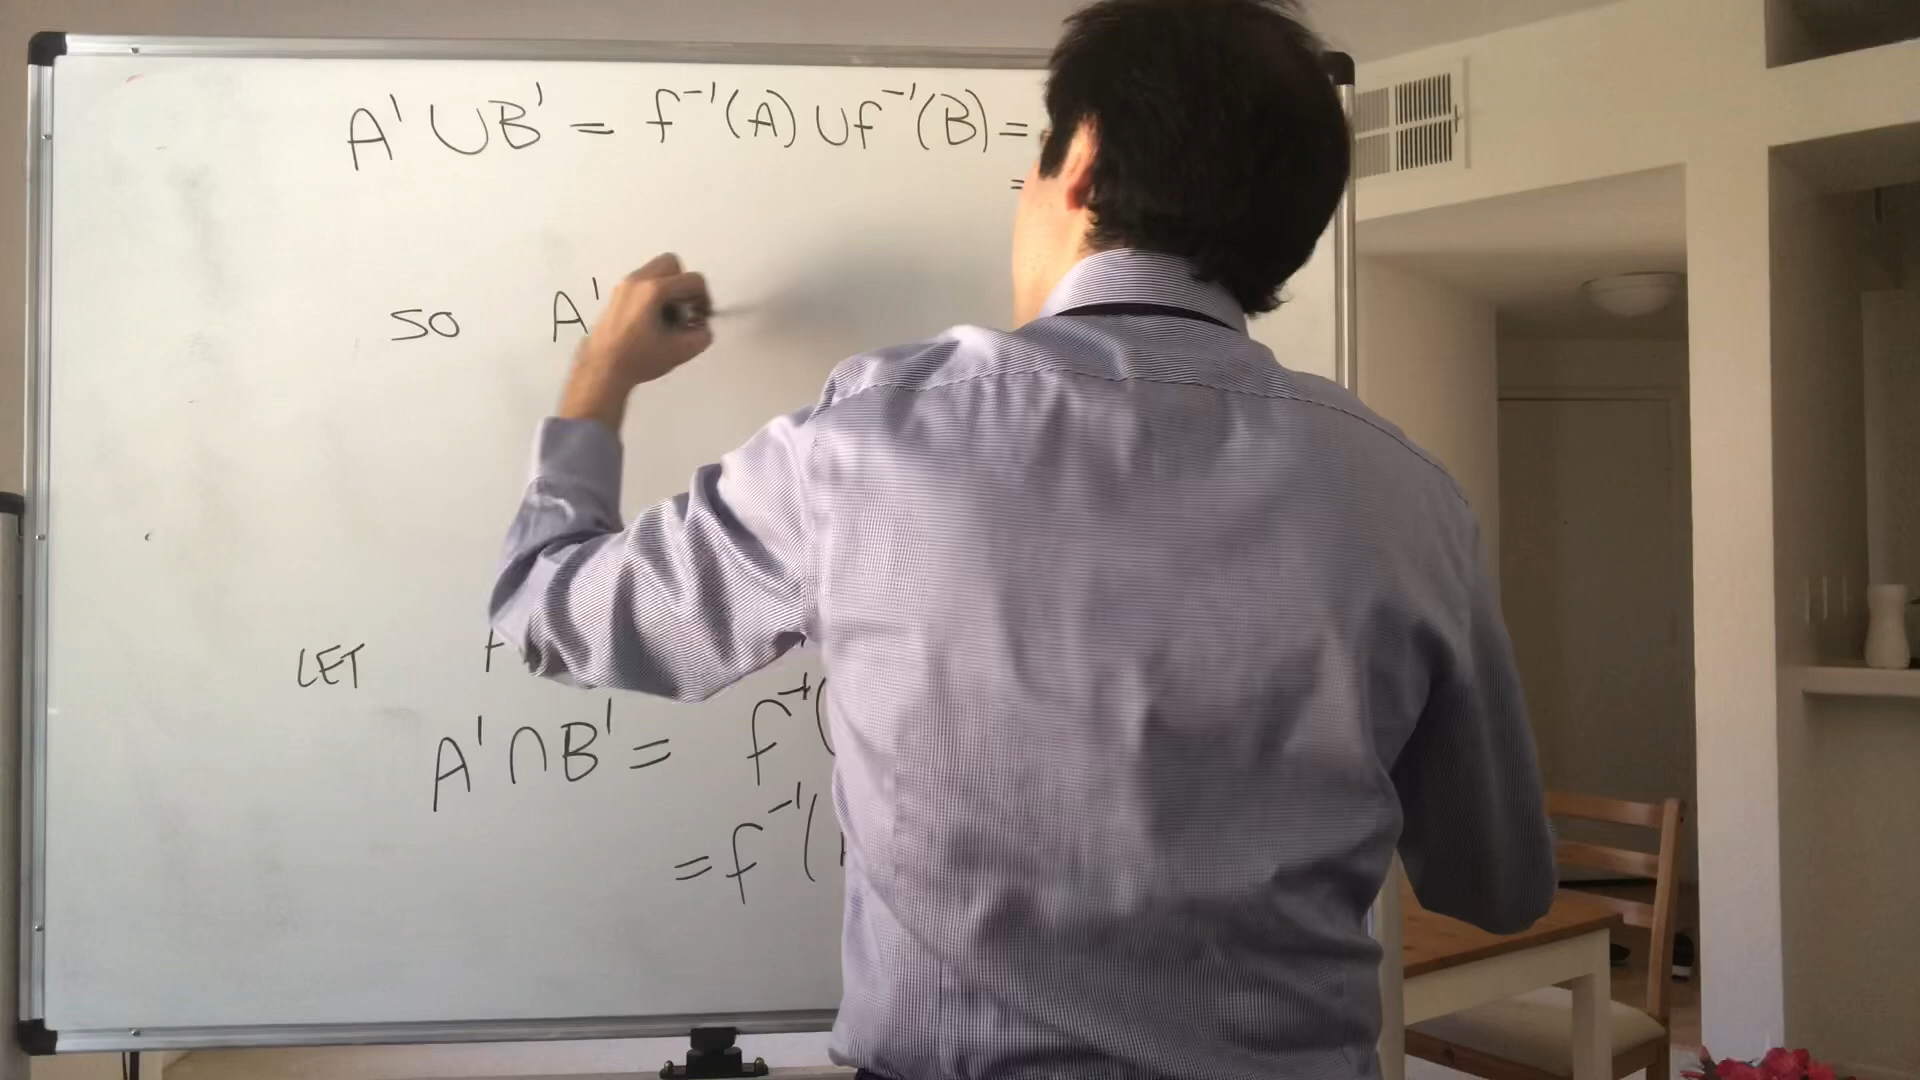 A' ∪ B' = f⁻¹(A) ∪ f⁻¹(B) =
=
SO A'
LET
A' ∩ B' = f⁻¹(
= f⁻¹(